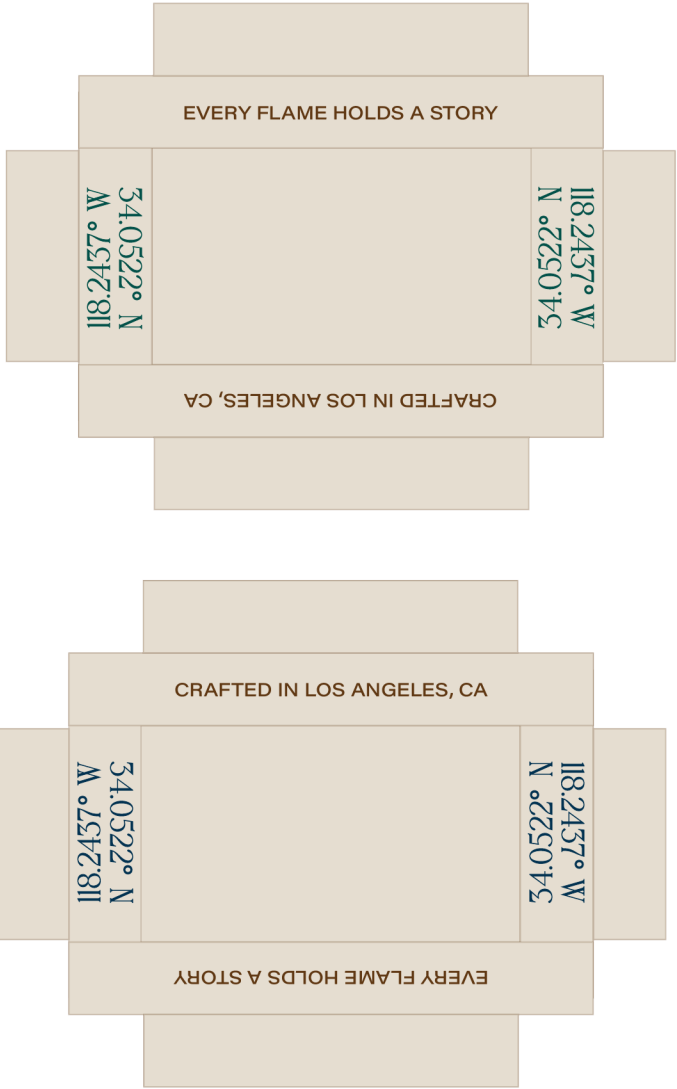 EVERY FLAME HOLDS A STORY
34.0522° N
118.2437° W
34.0522° N
118.2437° W
CRAFTED IN LOS ANGELES, CA
CRAFTED IN LOS ANGELES, CA
34.0522° N
118.2437° W
34.0522° N
118.2437° W
EVERY FLAME HOLDS A STORY